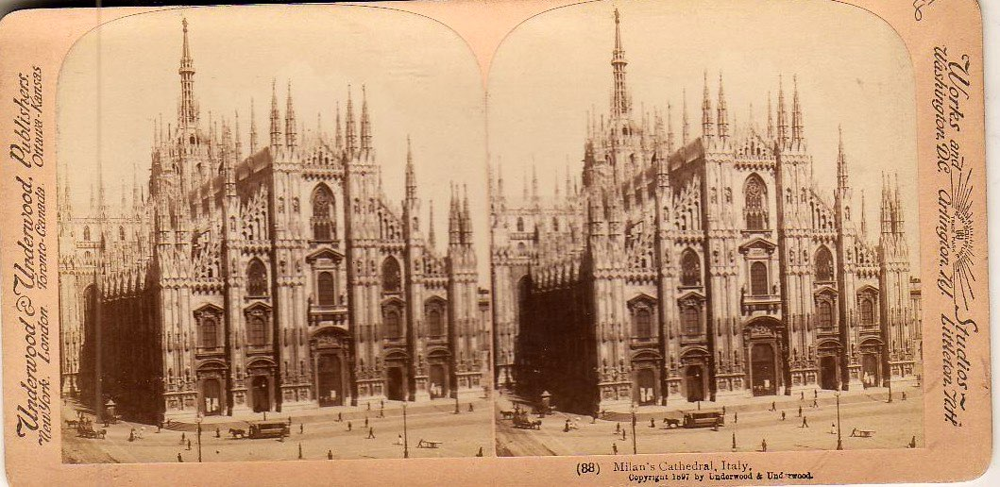 Underwood & Underwood, Publishers.
New York. London. Toronto-Canada. Ottawa-Kansas
Works and Studios~
Washington, D.C. Arlington, N.J. Littleton, N.H.
(88) Milan's Cathedral, Italy.
Copyright 1897 by Underwood & Underwood.